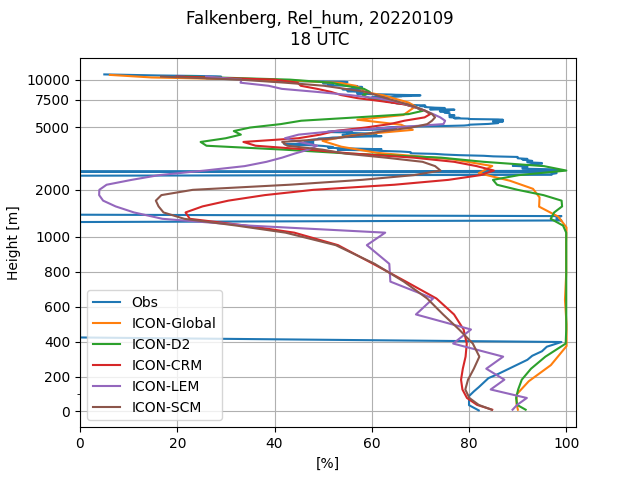 Falkenberg, Rel_hum, 20220109
18 UTC
10000
7500
5000
2000
1000
800
600
400
200
0
Height [m]
Obs
ICON-Global
ICON-D2
ICON-CRM
ICON-LEM
ICON-SCM
0 20 40 60 80 100
[%]